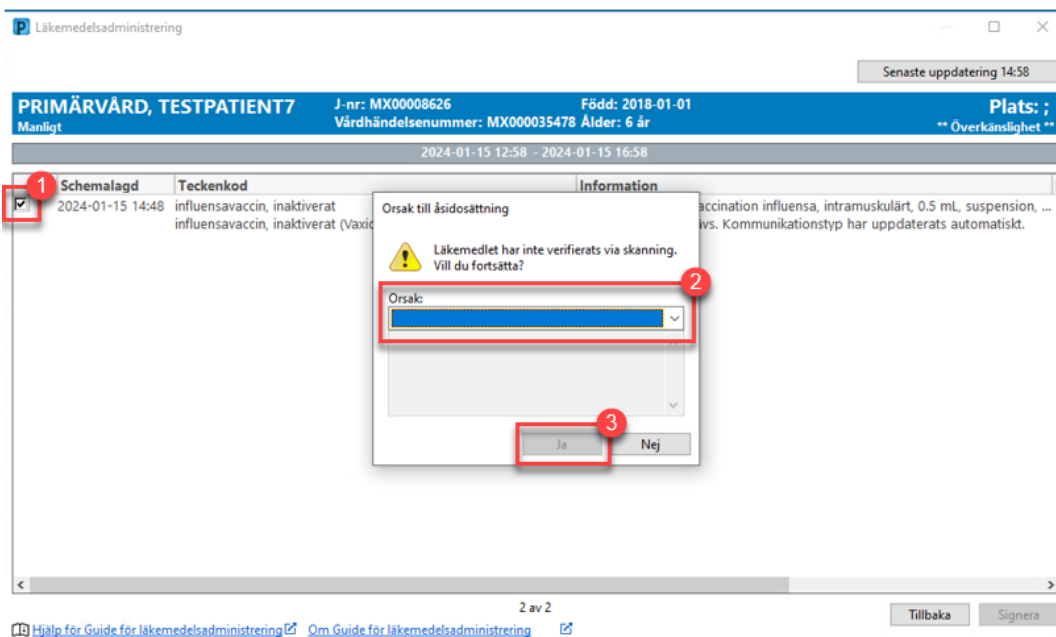 Läkemedelsadministrering
Senaste uppdatering 14:58
PRIMÄRVÅRD, TESTPATIENT7 J-nr: MX00008626 Född: 2018-01-01 Plats: ;
Manligt Vårdhändelsenummer: MX000035478 Ålder: 6 år ** Överkänslighet **
2024-01-15 12:58 - 2024-01-15 16:58
Schemalagd Teckenkod Information
1
2024-01-15 14:48 influensavaccin, inaktiverat accination influensa, intramuskulärt, 0.5 mL, suspension, ...
influensavaccin, inaktiverat (Vaxi ivs. Kommunikationstyp har uppdaterats automatiskt.
Orsak till åsidosättning
Läkemedlet har inte verifierats via skanning.
Vill du fortsätta?
2
Orsak:
3
Ja Nej
2 av 2
Tillbaka Signera
Hjälp för Guide för läkemedelsadministrering Om Guide för läkemedelsadministrering